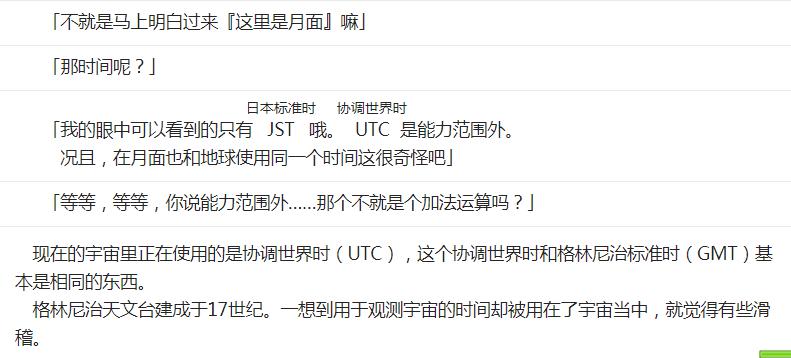 「不就是马上明白过来『这里是月面』嘛」
「那时间呢？」
日本标准时 协调世界时
「我的眼中可以看到的只有 JST 哦。 UTC 是能力范围外。
况且，在月面也和地球使用同一个时间这很奇怪吧」
「等等，等等，你说能力范围外……那个不就是个加法运算吗？」
现在的宇宙里正在使用的是协调世界时（UTC），这个协调世界时和格林尼治标准时（GMT）基
本是相同的东西。
格林尼治天文台建成于17世纪。一想到用于观测宇宙的时间却被用在了宇宙当中，就觉得有些滑
稽。